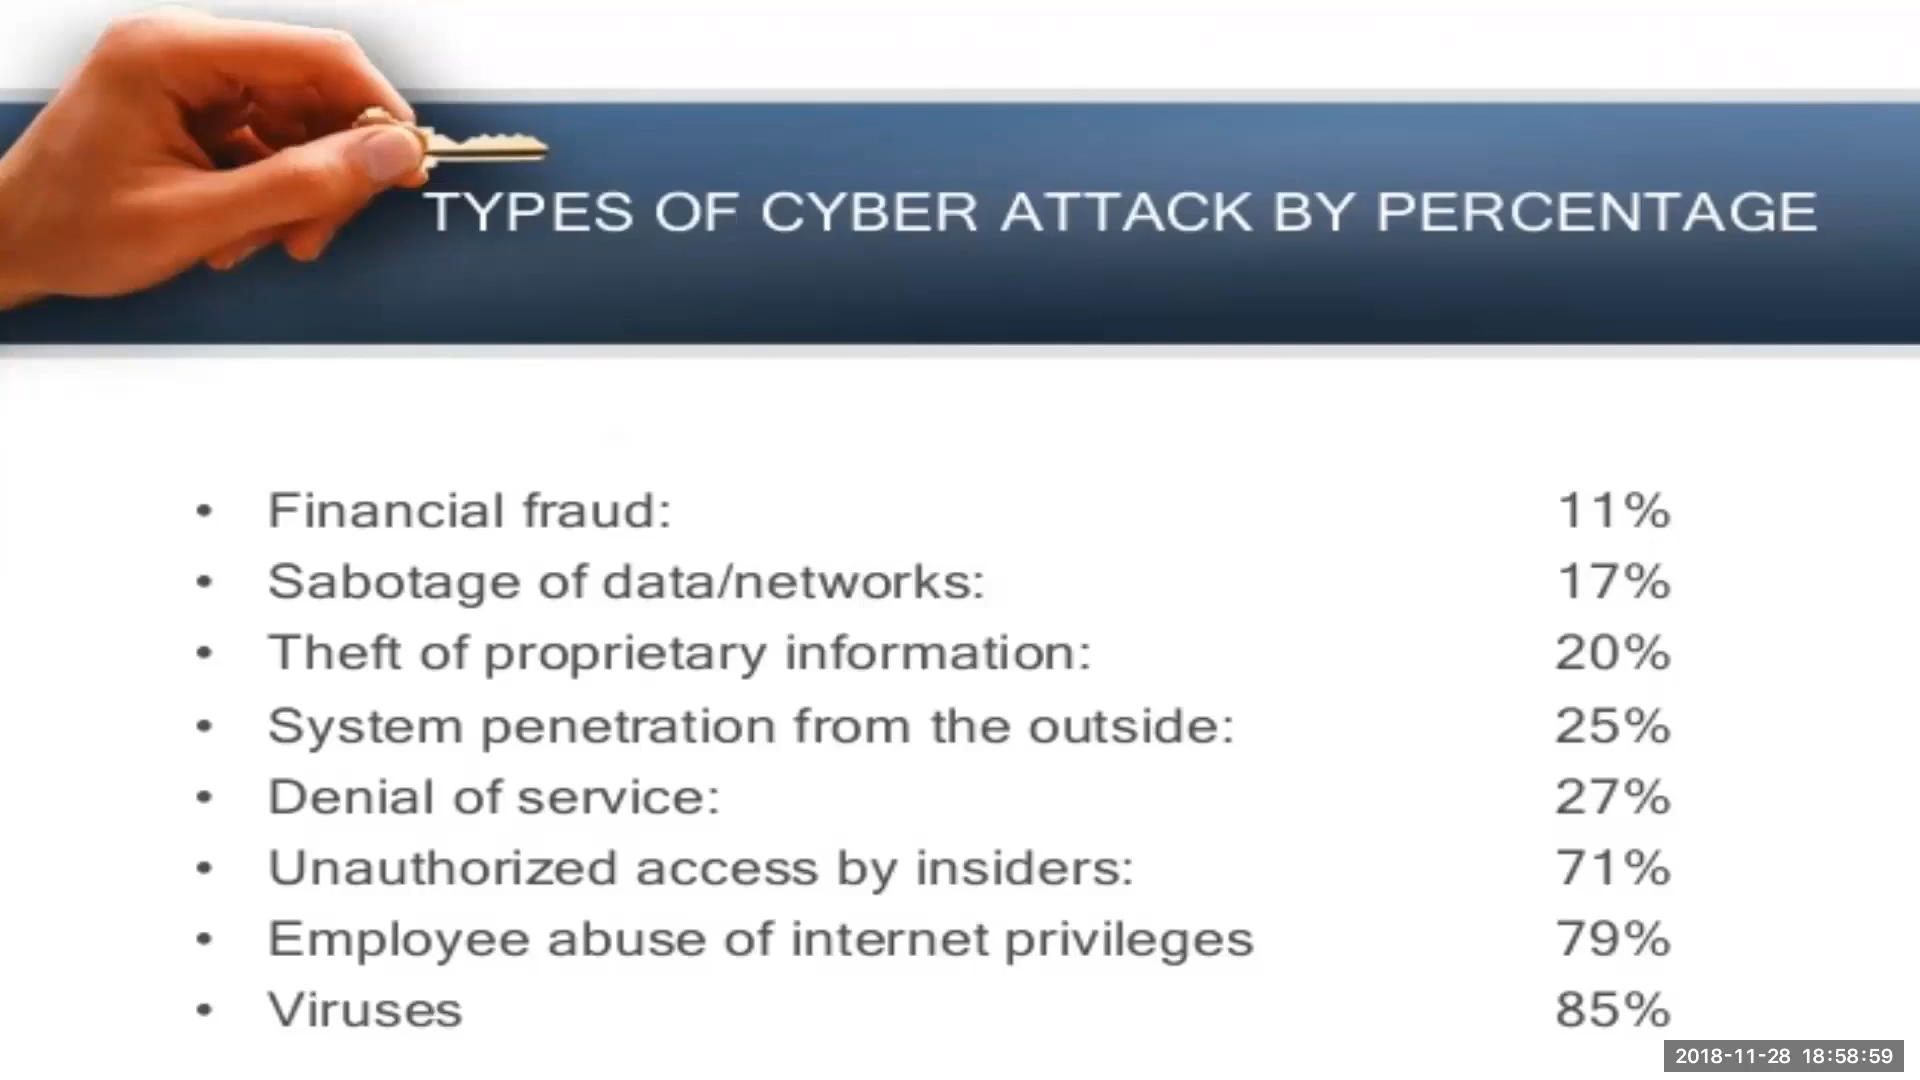 TYPES OF CYBER ATTACK BY PERCENTAGE
• Financial fraud: 11%
• Sabotage of data/networks: 17%
• Theft of proprietary information: 20%
• System penetration from the outside: 25%
• Denial of service: 27%
• Unauthorized access by insiders: 71%
• Employee abuse of internet privileges 79%
• Viruses 85%
2018-11-28 18:58:59